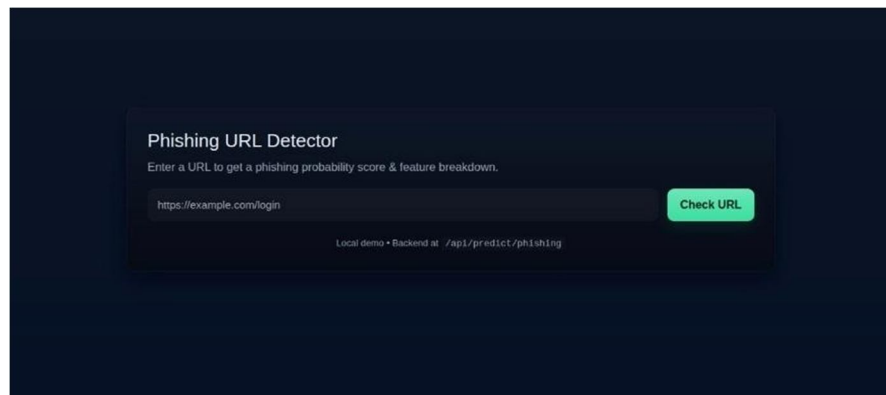 Phishing URL Detector
Enter a URL to get a phishing probability score & feature breakdown.
https://example.com/login
Check URL
Local demo • Backend at /api/predict/phishing